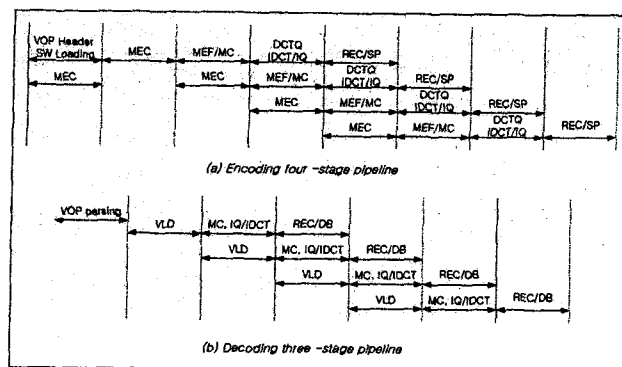 VOP Header
SW Loading
MEC
MEF/MC
DCTQ
IDCT/IQ
REC/SP
MEC
MEC
MEF/MC
DCTQ
IDCT/IQ
REC/SP
MEC
MEF/MC
DCTQ
IDCT/IQ
REC/SP
MEC
MEF/MC
DCTQ
IDCT/IQ
REC/SP
(a) Encoding four -stage pipeline
VOP parsing
VLD
MC, IQ/IDCT
REC/DB
VLD
MC, IQ/IDCT
REC/DB
VLD
MC, IQ/IDCT
REC/DB
VLD
MC, IQ/IDCT
REC/DB
(b) Decoding three -stage pipeline